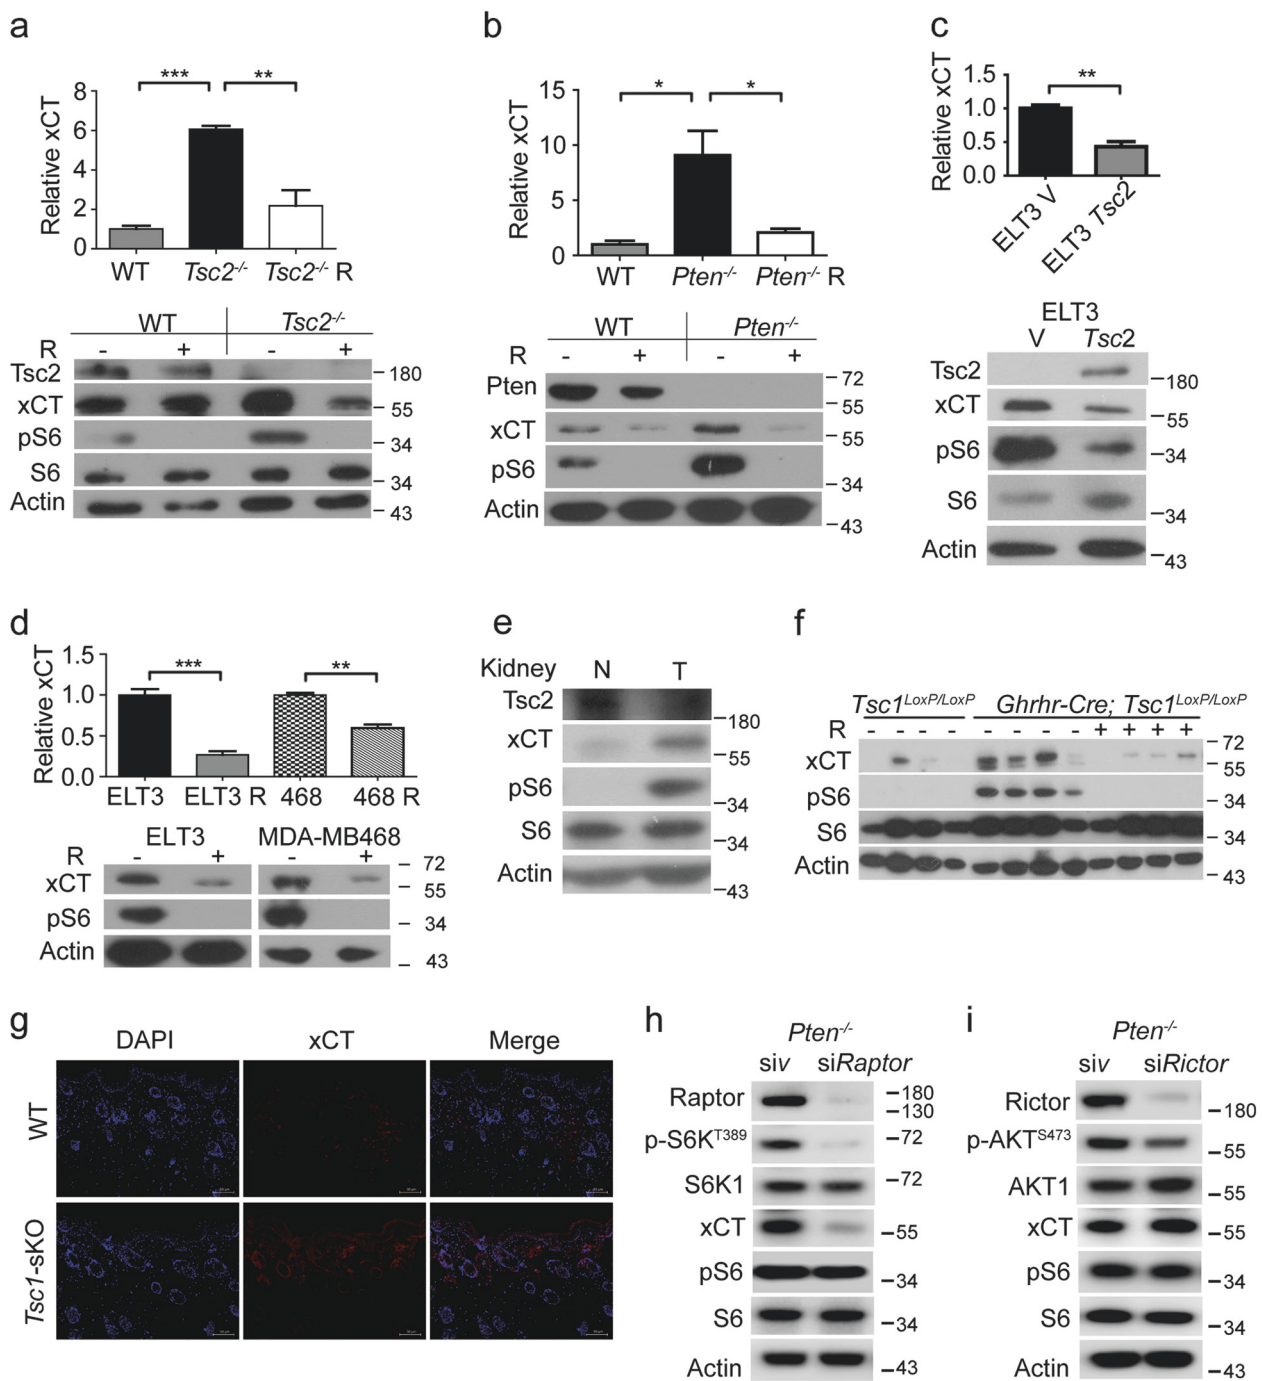 a
Relative xCT
8
6
4
2
0
***
**
WT
Tsc2-/-
Tsc2-/- R
WT
Tsc2-/-
R - + - +
Tsc2
180
xCT
55
pS6
34
S6
34
Actin
43
b
Relative xCT
15
10
5
0
*
*
WT
Pten-/-
Pten-/- R
WT
Pten-/-
R - + - +
Pten
72
55
xCT
55
pS6
34
Actin
43
c
Relative xCT
1.0
0.5
0.0
**
ELT3 V
ELT3 Tsc2
ELT3
V Tsc2
Tsc2
180
xCT
55
pS6
34
S6
34
Actin
43
d
Relative xCT
1.5
1.0
0.5
0.0
***
**
ELT3
ELT3 R
468
468 R
ELT3
MDA-MB468
R - + - +
72
xCT
55
pS6
34
Actin
43
e
Kidney N T
Tsc2
180
xCT
55
pS6
34
S6
34
Actin
43
f
Tsc1LoxP/LoxP
Ghrhr-Cre; Tsc1LoxP/LoxP
R - - - - - - - - + + + +
72
xCT
55
pS6
S6
34
Actin
43
g
DAPI
xCT
Merge
WT
Tsc1-sKO
h
Pten-/-
siv siRaptor
Raptor
180
130
p-S6KT389
72
S6K1
72
xCT
55
pS6
34
S6
34
Actin
43
i
Pten-/-
siv siRictor
Rictor
180
p-AKTS473
55
AKT1
55
xCT
55
pS6
34
S6
34
Actin
43